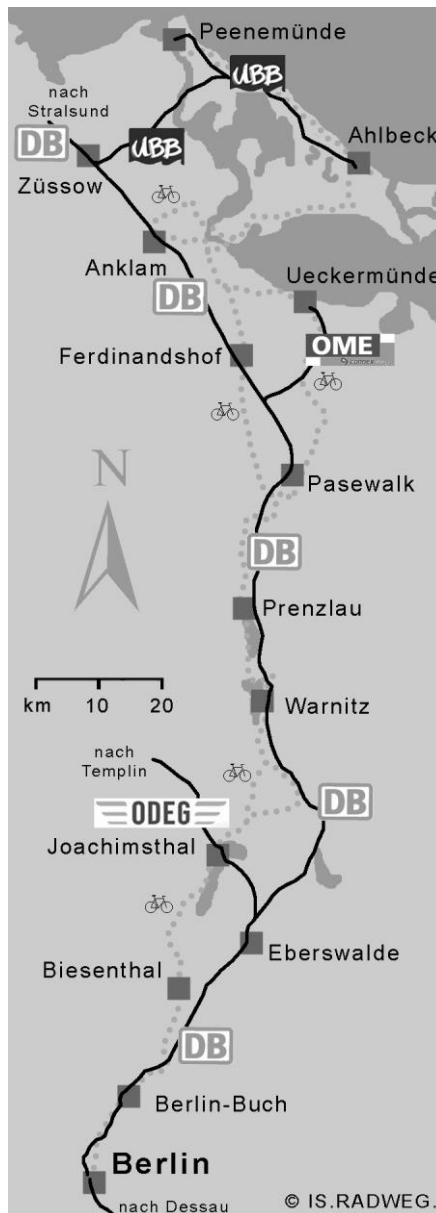 Peenemünde
UBB
nach
Stralsund
DB
UBB
Ahlbeck
Züssow
Anklam
DB
Ueckermünde
Ferdinandshof
OME
N
Pasewalk
DB
Prenzlau
km 10 20
Warnitz
nach
Templin
ODEG
DB
Joachimsthal
Eberswalde
Biesenthal
DB
Berlin-Buch
Berlin
nach Dessau
© IS.RADWEG.